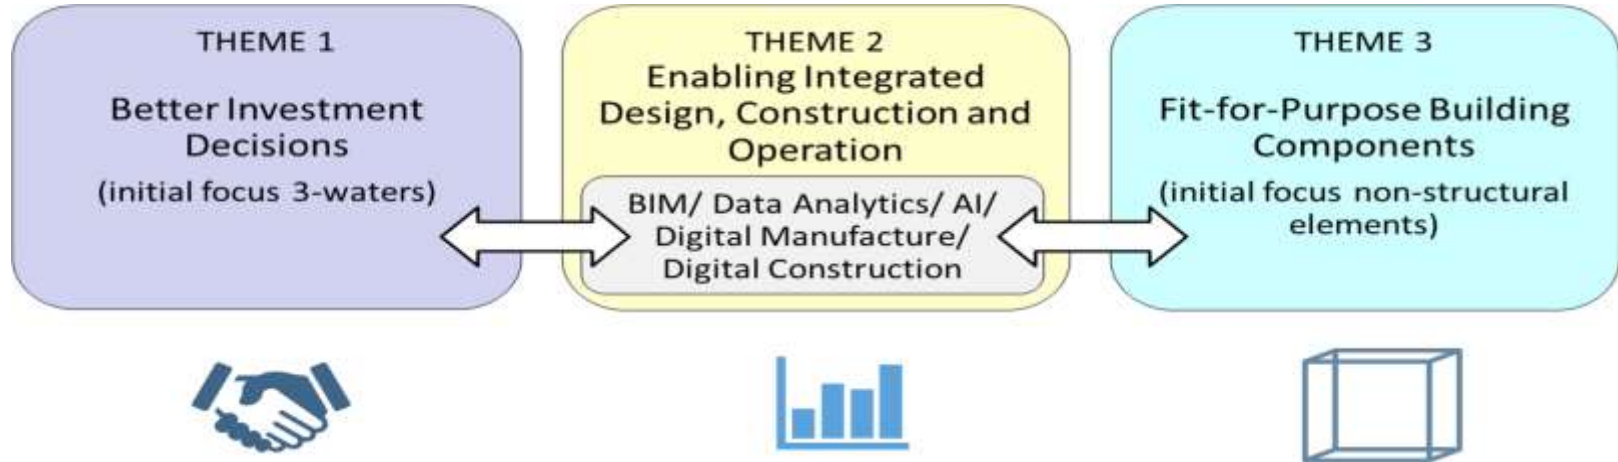 THEME 1
Better Investment
Decisions
(initial focus 3-waters)
THEME 2
Enabling Integrated
Design, Construction and
Operation
BIM/ Data Analytics/ AI/
Digital Manufacture/
Digital Construction
THEME 3
Fit-for-Purpose Building
Components
(initial focus non-structural
elements)